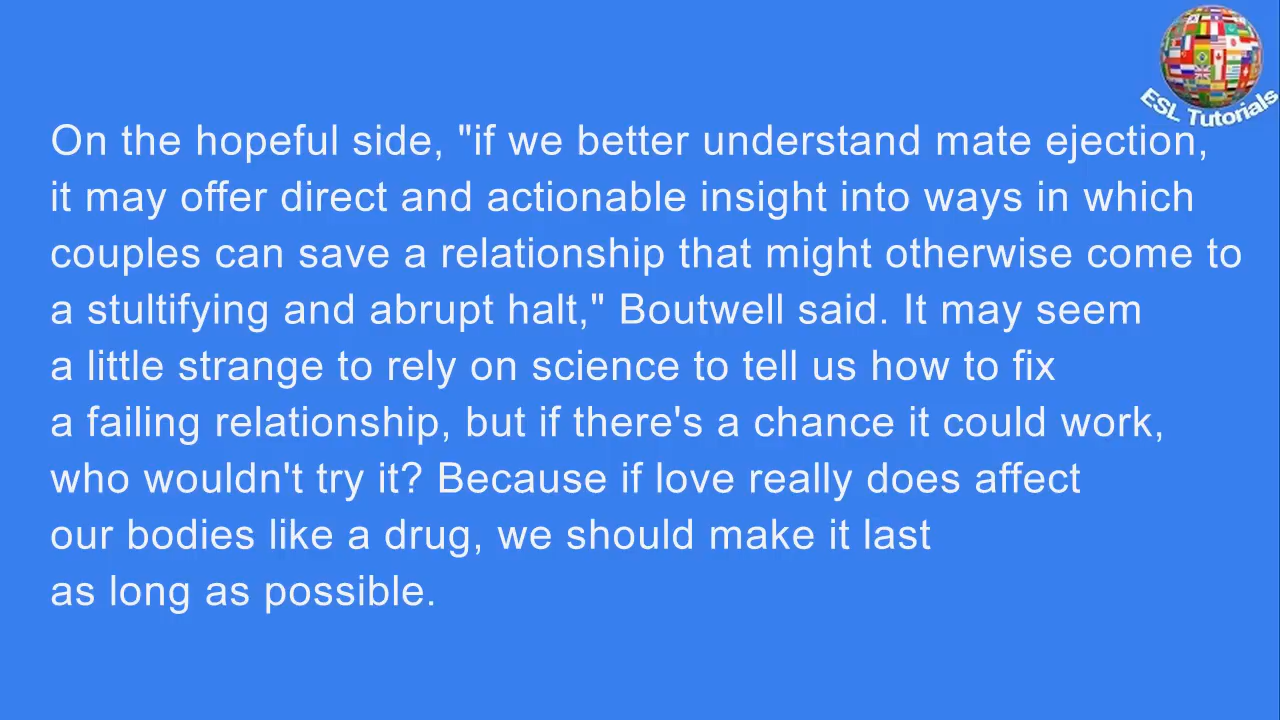 ESL Tutorials
On the hopeful side, "if we better understand mate ejection,
it may offer direct and actionable insight into ways in which
couples can save a relationship that might otherwise come to
a stultifying and abrupt halt," Boutwell said. It may seem
a little strange to rely on science to tell us how to fix
a failing relationship, but if there's a chance it could work,
who wouldn't try it? Because if love really does affect
our bodies like a drug, we should make it last
as long as possible.